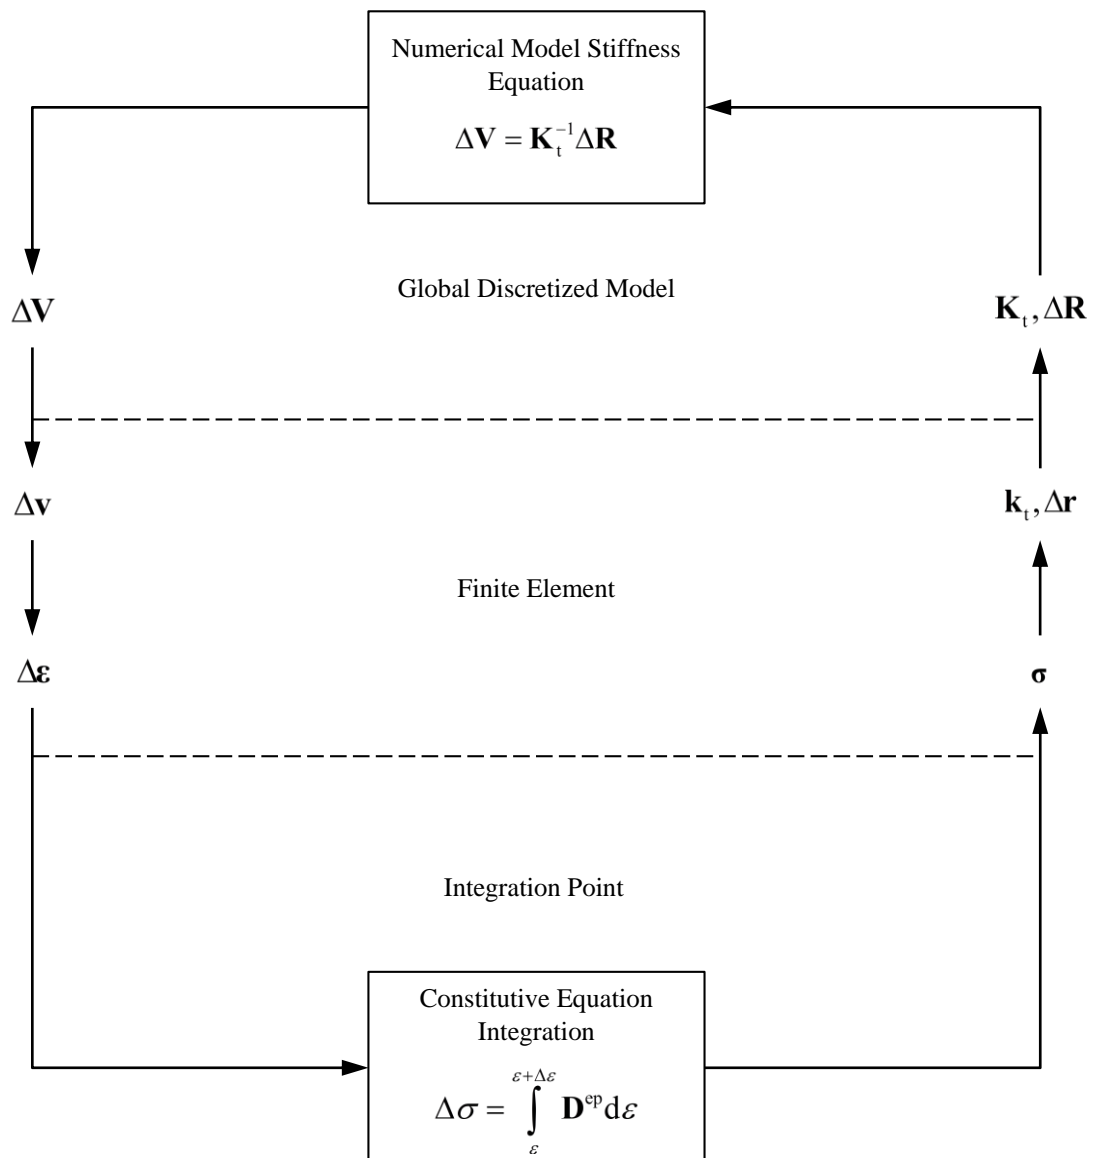 Numerical Model Stiffness
Equation
ΔV = K_t^{-1} ΔR
Global Discretized Model
ΔV
K_t, ΔR
Δv
k_t, Δr
Finite Element
Δε
σ
Integration Point
Constitutive Equation
Integration
Δσ = ∫_{ε}^{ε+Δε} D^{ep} dε